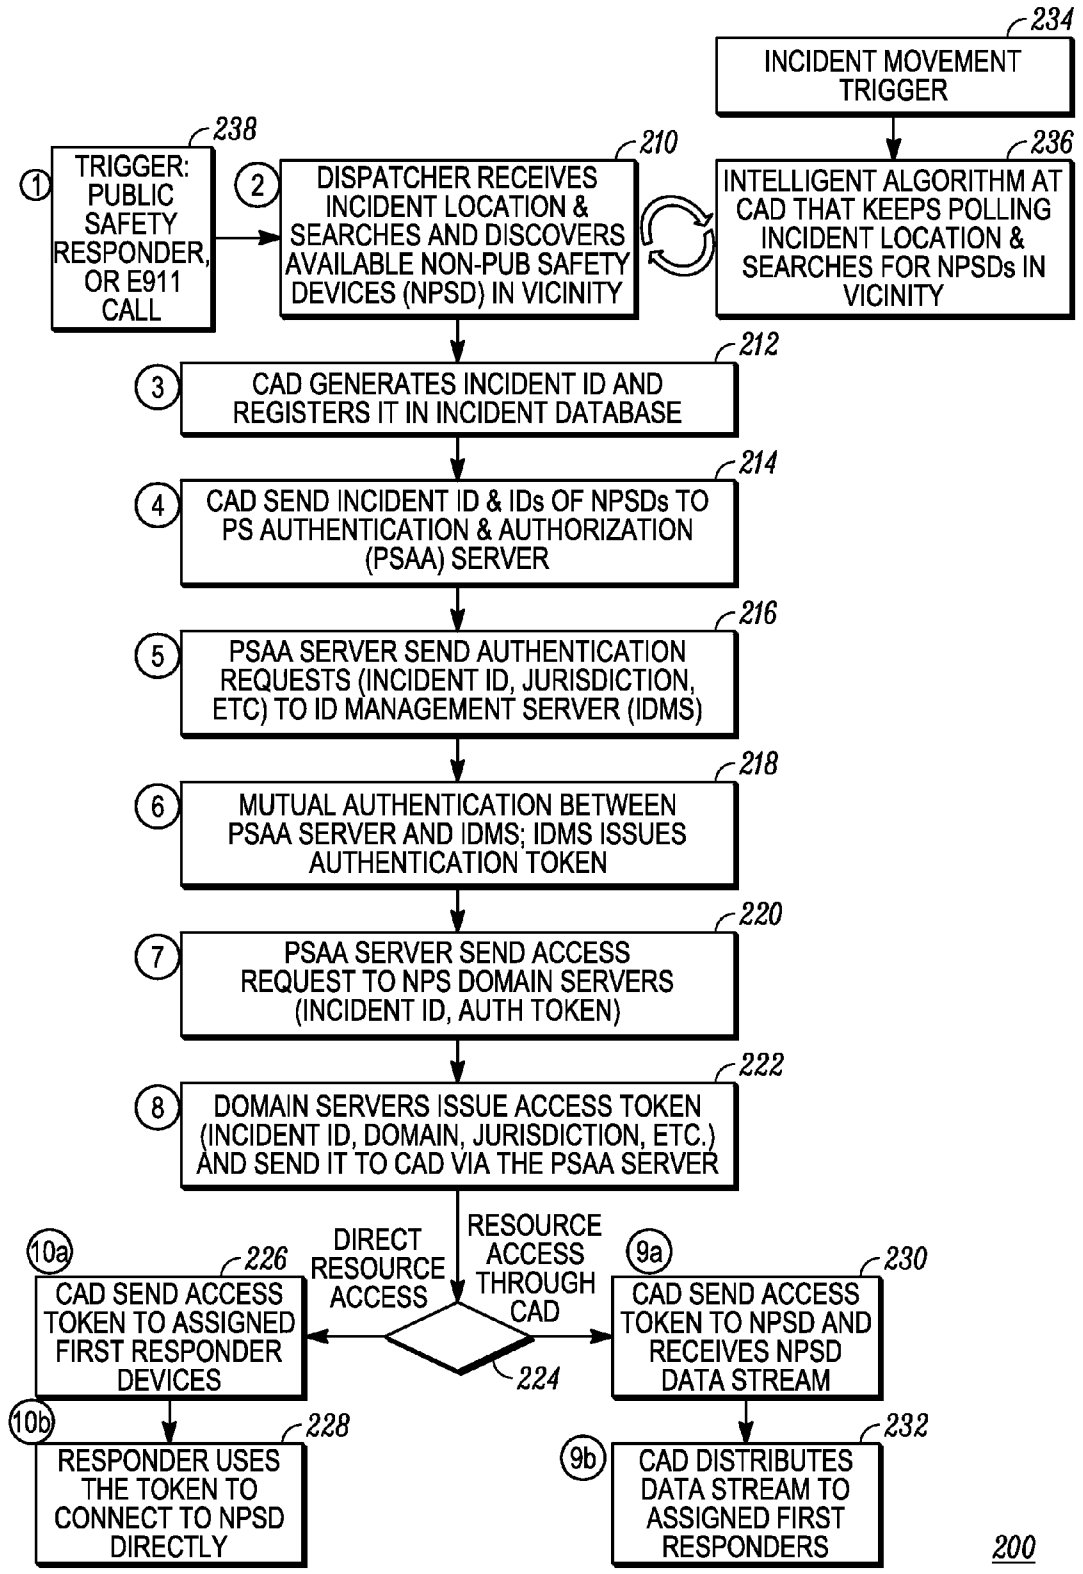 234
INCIDENT MOVEMENT
TRIGGER
238
1
TRIGGER:
PUBLIC
SAFETY
RESPONDER,
OR E911
CALL
210
2
DISPATCHER RECEIVES
INCIDENT LOCATION &
SEARCHES AND DISCOVERS
AVAILABLE NON-PUB SAFETY
DEVICES (NPSD) IN VICINITY
236
INTELLIGENT ALGORITHM AT
CAD THAT KEEPS POLLING
INCIDENT LOCATION &
SEARCHES FOR NPSDs IN
VICINITY
212
3
CAD GENERATES INCIDENT ID AND
REGISTERS IT IN INCIDENT DATABASE
214
4
CAD SEND INCIDENT ID & IDs OF NPSDs TO
PS AUTHENTICATION & AUTHORIZATION
(PSAA) SERVER
216
5
PSAA SERVER SEND AUTHENTICATION
REQUESTS (INCIDENT ID, JURISDICTION,
ETC) TO ID MANAGEMENT SERVER (IDMS)
218
6
MUTUAL AUTHENTICATION BETWEEN
PSAA SERVER AND IDMS; IDMS ISSUES
AUTHENTICATION TOKEN
220
7
PSAA SERVER SEND ACCESS
REQUEST TO NPS DOMAIN SERVERS
(INCIDENT ID, AUTH TOKEN)
222
8
DOMAIN SERVERS ISSUE ACCESS TOKEN
(INCIDENT ID, DOMAIN, JURISDICTION, ETC.)
AND SEND IT TO CAD VIA THE PSAA SERVER
DIRECT
RESOURCE
ACCESS
RESOURCE
ACCESS
THROUGH
CAD
224
10a
226
CAD SEND ACCESS
TOKEN TO ASSIGNED
FIRST RESPONDER
DEVICES
10b
228
RESPONDER USES
THE TOKEN TO
CONNECT TO NPSD
DIRECTLY
9a
230
CAD SEND ACCESS
TOKEN TO NPSD AND
RECEIVES NPSD
DATA STREAM
9b
232
CAD DISTRIBUTES
DATA STREAM TO
ASSIGNED FIRST
RESPONDERS
200